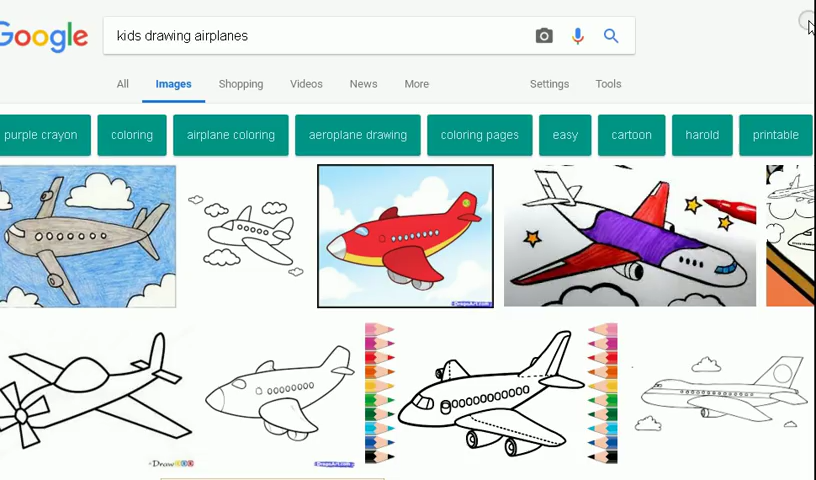 Google kids drawing airplanes
All Images Shopping Videos News More Settings Tools
purple crayon coloring airplane coloring aeroplane drawing coloring pages easy cartoon harold printable